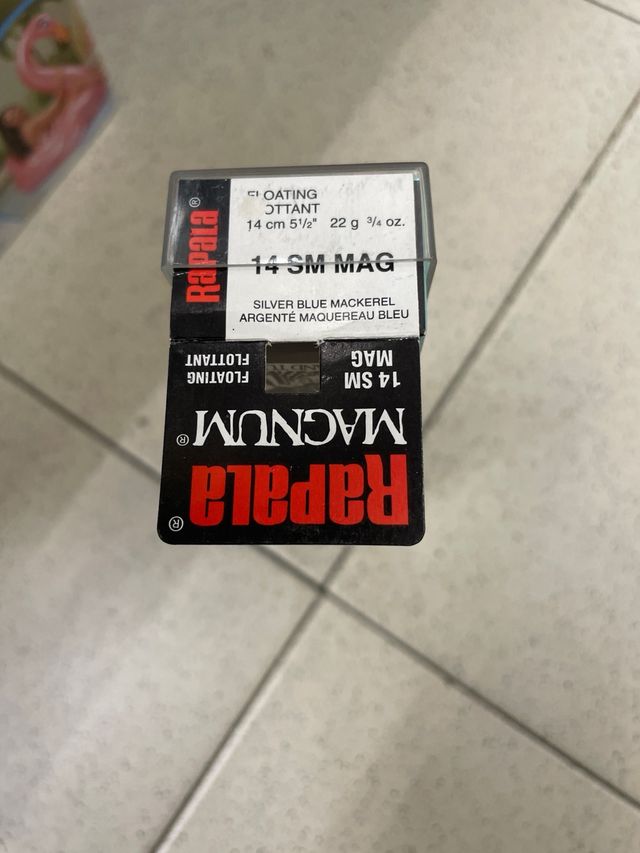 Rapala®
FLOATING
OTTANT
14 cm 5½" 22 g ¾ oz.
14 SM MAG
SILVER BLUE MACKEREL
ARGENTÉ MAQUEREAU BLEU
Rapala®
MAGNUM®
14 SM
MAG
FLOATING
FLOTTANT